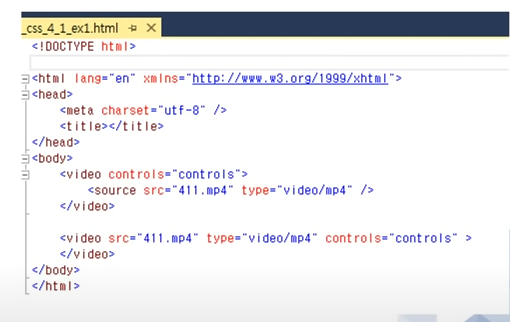 _css_4_1_ex1.html
<!DOCTYPE html>
<html lang="en" xmlns="http://www.w3.org/1999/xhtml">
<head>
<meta charset="utf-8" />
<title></title>
</head>
<body>
<video controls="controls">
<source src="411.mp4" type="video/mp4" />
</video>
<video src="411.mp4" type="video/mp4" controls="controls" >
</video>
</body>
</html>